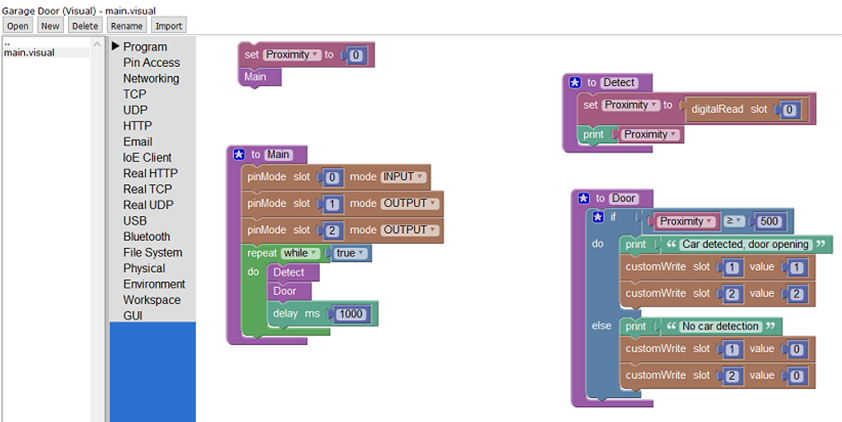 Garage Door (Visual) - main.visual
Open New Delete Rename Import
..
main.visual
Program
Pin Access
Networking
TCP
UDP
HTTP
Email
IoE Client
Real HTTP
Real TCP
Real UDP
USB
Bluetooth
File System
Physical
Environment
Workspace
GUI
set Proximity to 0
Main
to Main
pinMode slot 0 mode INPUT
pinMode slot 1 mode OUTPUT
pinMode slot 2 mode OUTPUT
repeat while true
do Detect
Door
delay ms 1000
to Detect
set Proximity to digitalRead slot 0
print Proximity
to Door
if Proximity ≥ 500
do print “ Car detected, door opening ”
customWrite slot 1 value 1
customWrite slot 2 value 2
else print “ No car detection ”
customWrite slot 1 value 0
customWrite slot 2 value 0